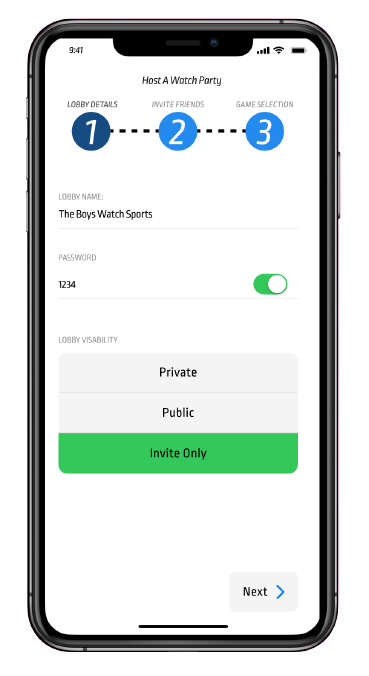 9:41
Host A Watch Party
LOBBY DETAILS INVITE FRIENDS GAME SELECTION
1 2 3
LOBBY NAME:
The Boys Watch Sports
PASSWORD
1234
LOBBY VISABILITY
Private
Public
Invite Only
Next